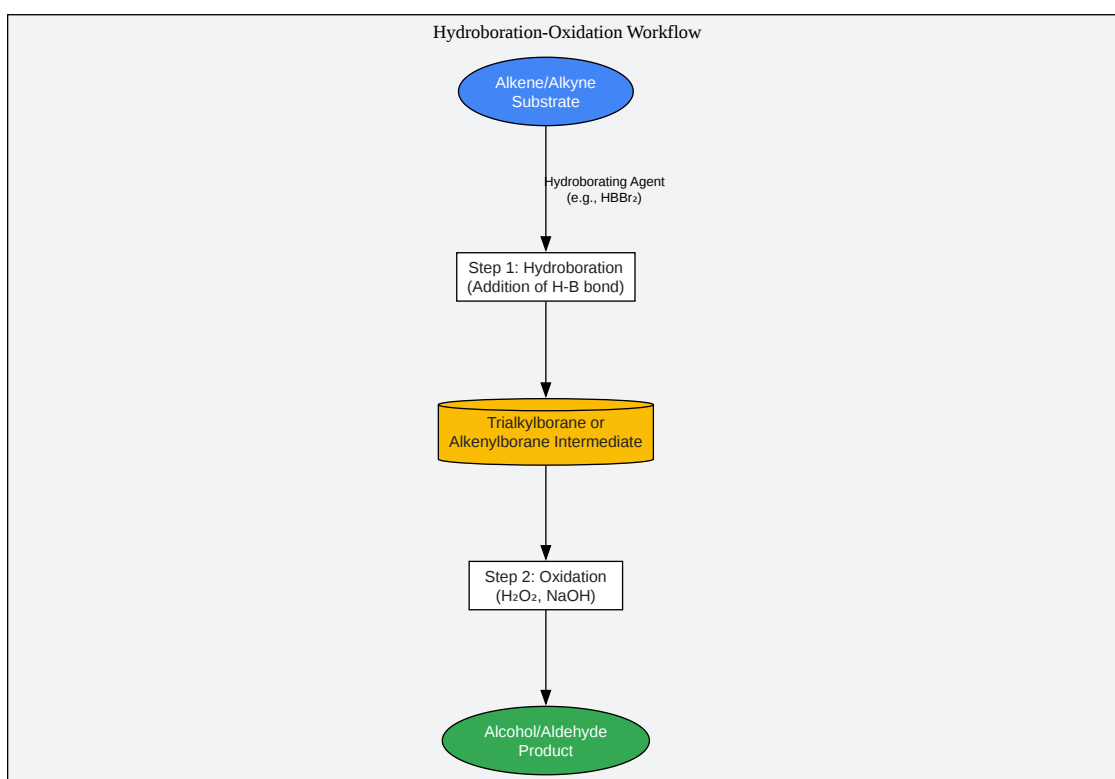 Hydroboration-Oxidation Workflow
Alkene/Alkyne
Substrate
Hydroborating Agent
(e.g., HBBr₂)
Step 1: Hydroboration
(Addition of H-B bond)
Trialkylborane or
Alkenylborane Intermediate
Step 2: Oxidation
(H₂O₂, NaOH)
Alcohol/Aldehyde
Product